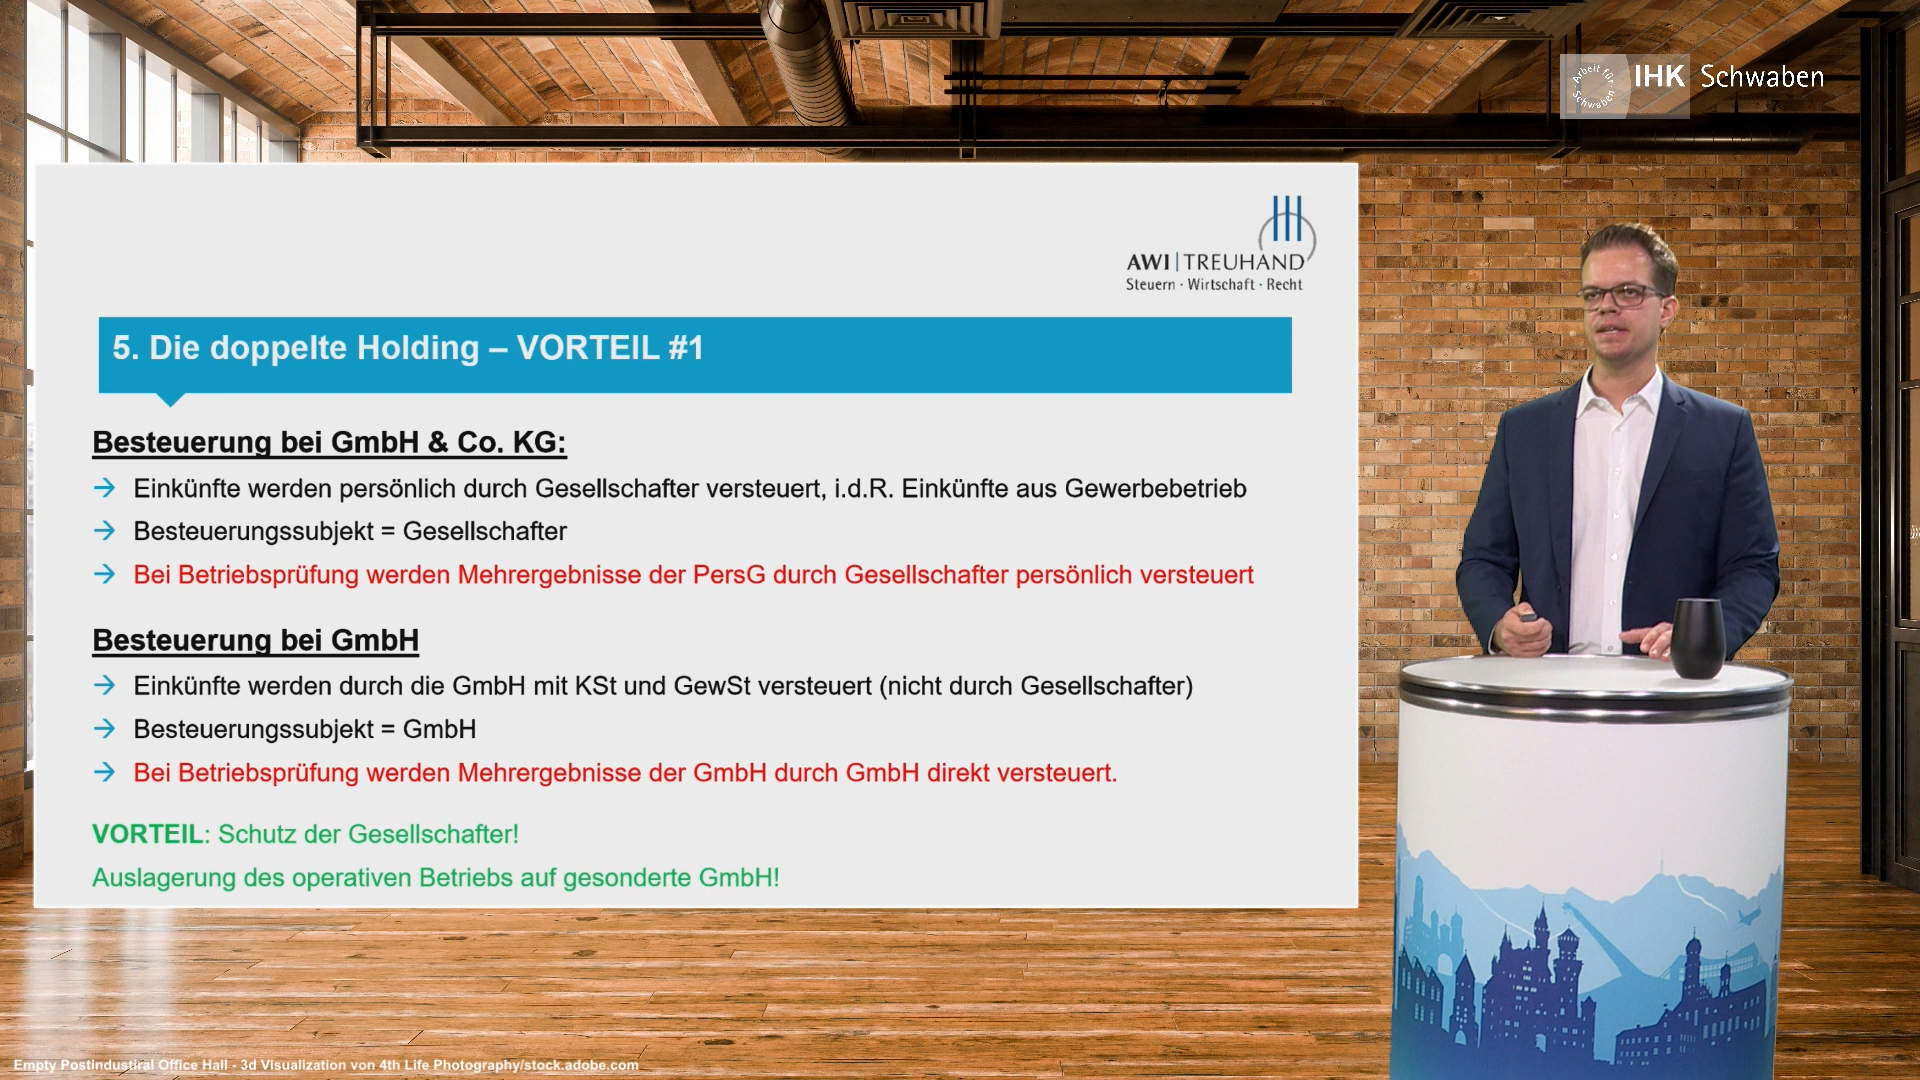 Arbeit für Schwaben
IHK Schwaben
AWI|TREUHAND
Steuern · Wirtschaft · Recht
5. Die doppelte Holding – VORTEIL #1
Besteuerung bei GmbH & Co. KG:
→ Einkünfte werden persönlich durch Gesellschafter versteuert, i.d.R. Einkünfte aus Gewerbebetrieb
→ Besteuerungssubjekt = Gesellschafter
→ Bei Betriebsprüfung werden Mehrergebnisse der PersG durch Gesellschafter persönlich versteuert
Besteuerung bei GmbH
→ Einkünfte werden durch die GmbH mit KSt und GewSt versteuert (nicht durch Gesellschafter)
→ Besteuerungssubjekt = GmbH
→ Bei Betriebsprüfung werden Mehrergebnisse der GmbH durch GmbH direkt versteuert.
VORTEIL: Schutz der Gesellschafter!
Auslagerung des operativen Betriebs auf gesonderte GmbH!
Empty Postindustiral Office Hall - 3d Visualization von 4th Life Photography/stock.adobe.com